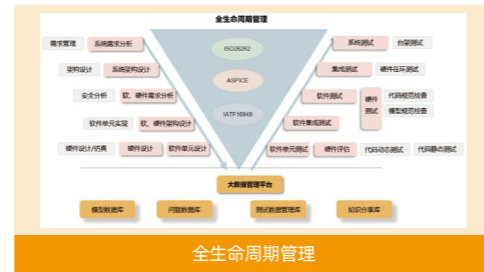 全生命周期管理
需求管理 系统需求分析 ISO26262 系统测试 台架测试
架构设计 系统架构设计 集成测试 硬件在环测试
ASPICE
安全分析 软、硬件需求分析 软件测试 硬件测试 代码规范检查
模型规范检查
IATF16949
软件单元实现 软、硬件架构设计 软件集成测试
硬件设计/仿真 硬件设计 软件单元设计 软件单元测试 硬件评估 代码动态测试 代码静态测试
大数据管理平台
模型数据库 问题数据库 测试数据管理库 知识分享库
全生命周期管理